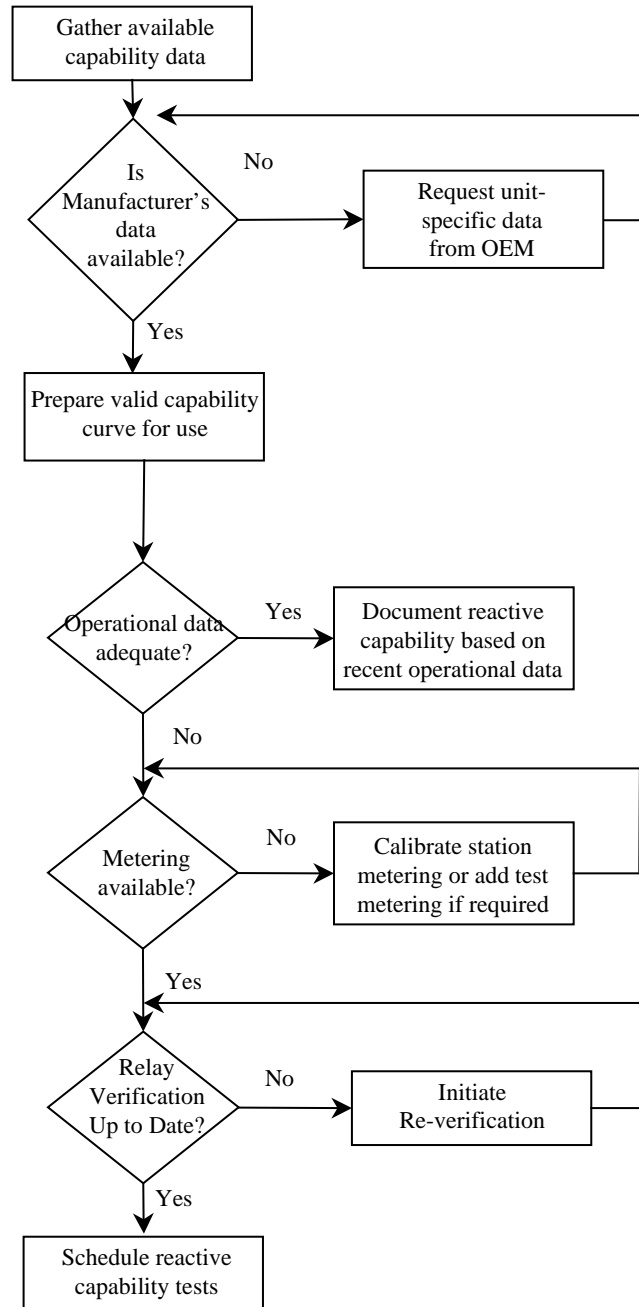 Gather available
capability data
Is
Manufacturer’s
data
available?
No
Request unit-
specific data
from OEM
Yes
Prepare valid capability
curve for use
Operational data
adequate?
Yes
Document reactive
capability based on
recent operational data
No
Metering
available?
No
Calibrate station
metering or add test
metering if required
Yes
Relay
Verification
Up to Date?
No
Initiate
Re-verification
Yes
Schedule reactive
capability tests